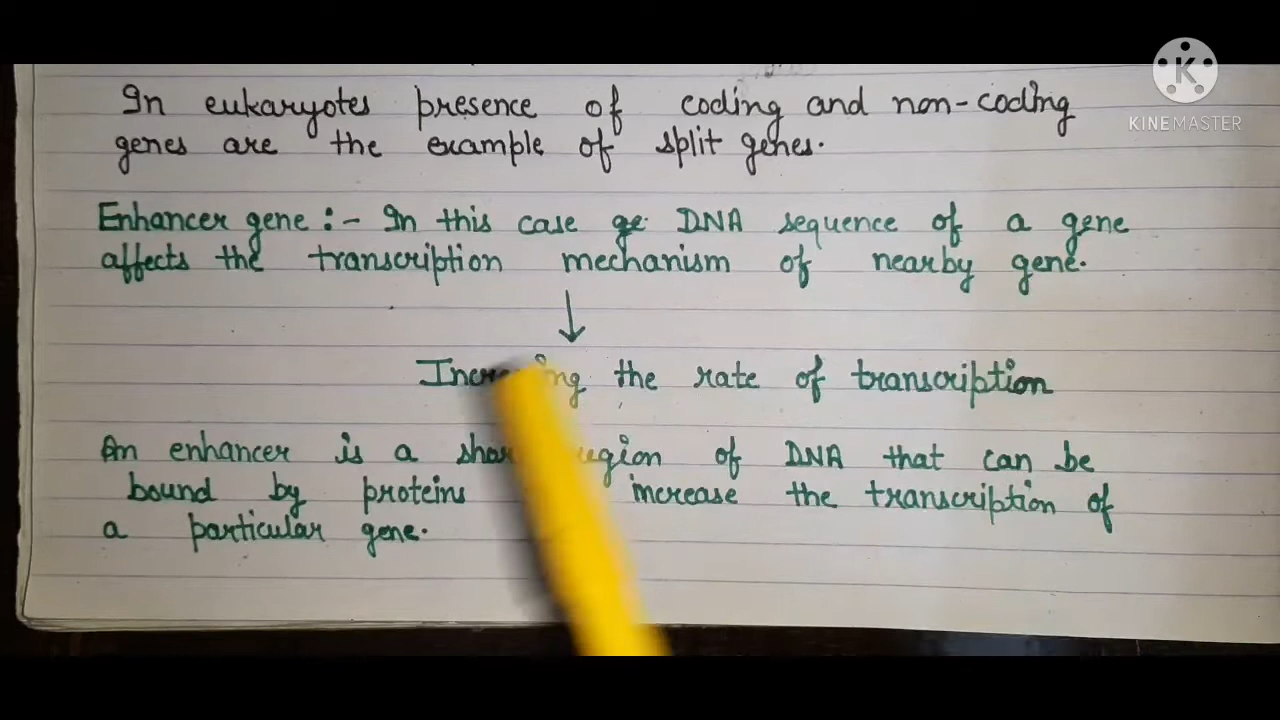 In eukaryotes presence of coding and non-coding
genes are the example of split genes.
Enhancer gene :- In this case ge DNA sequence of a gene
affects the transcription mechanism of nearby gene.
↓
the rate of transcription
An enhancer is a region of DNA that can be
bound by proteins increase the transcription of
a particular gene.
K
KINEMASTER